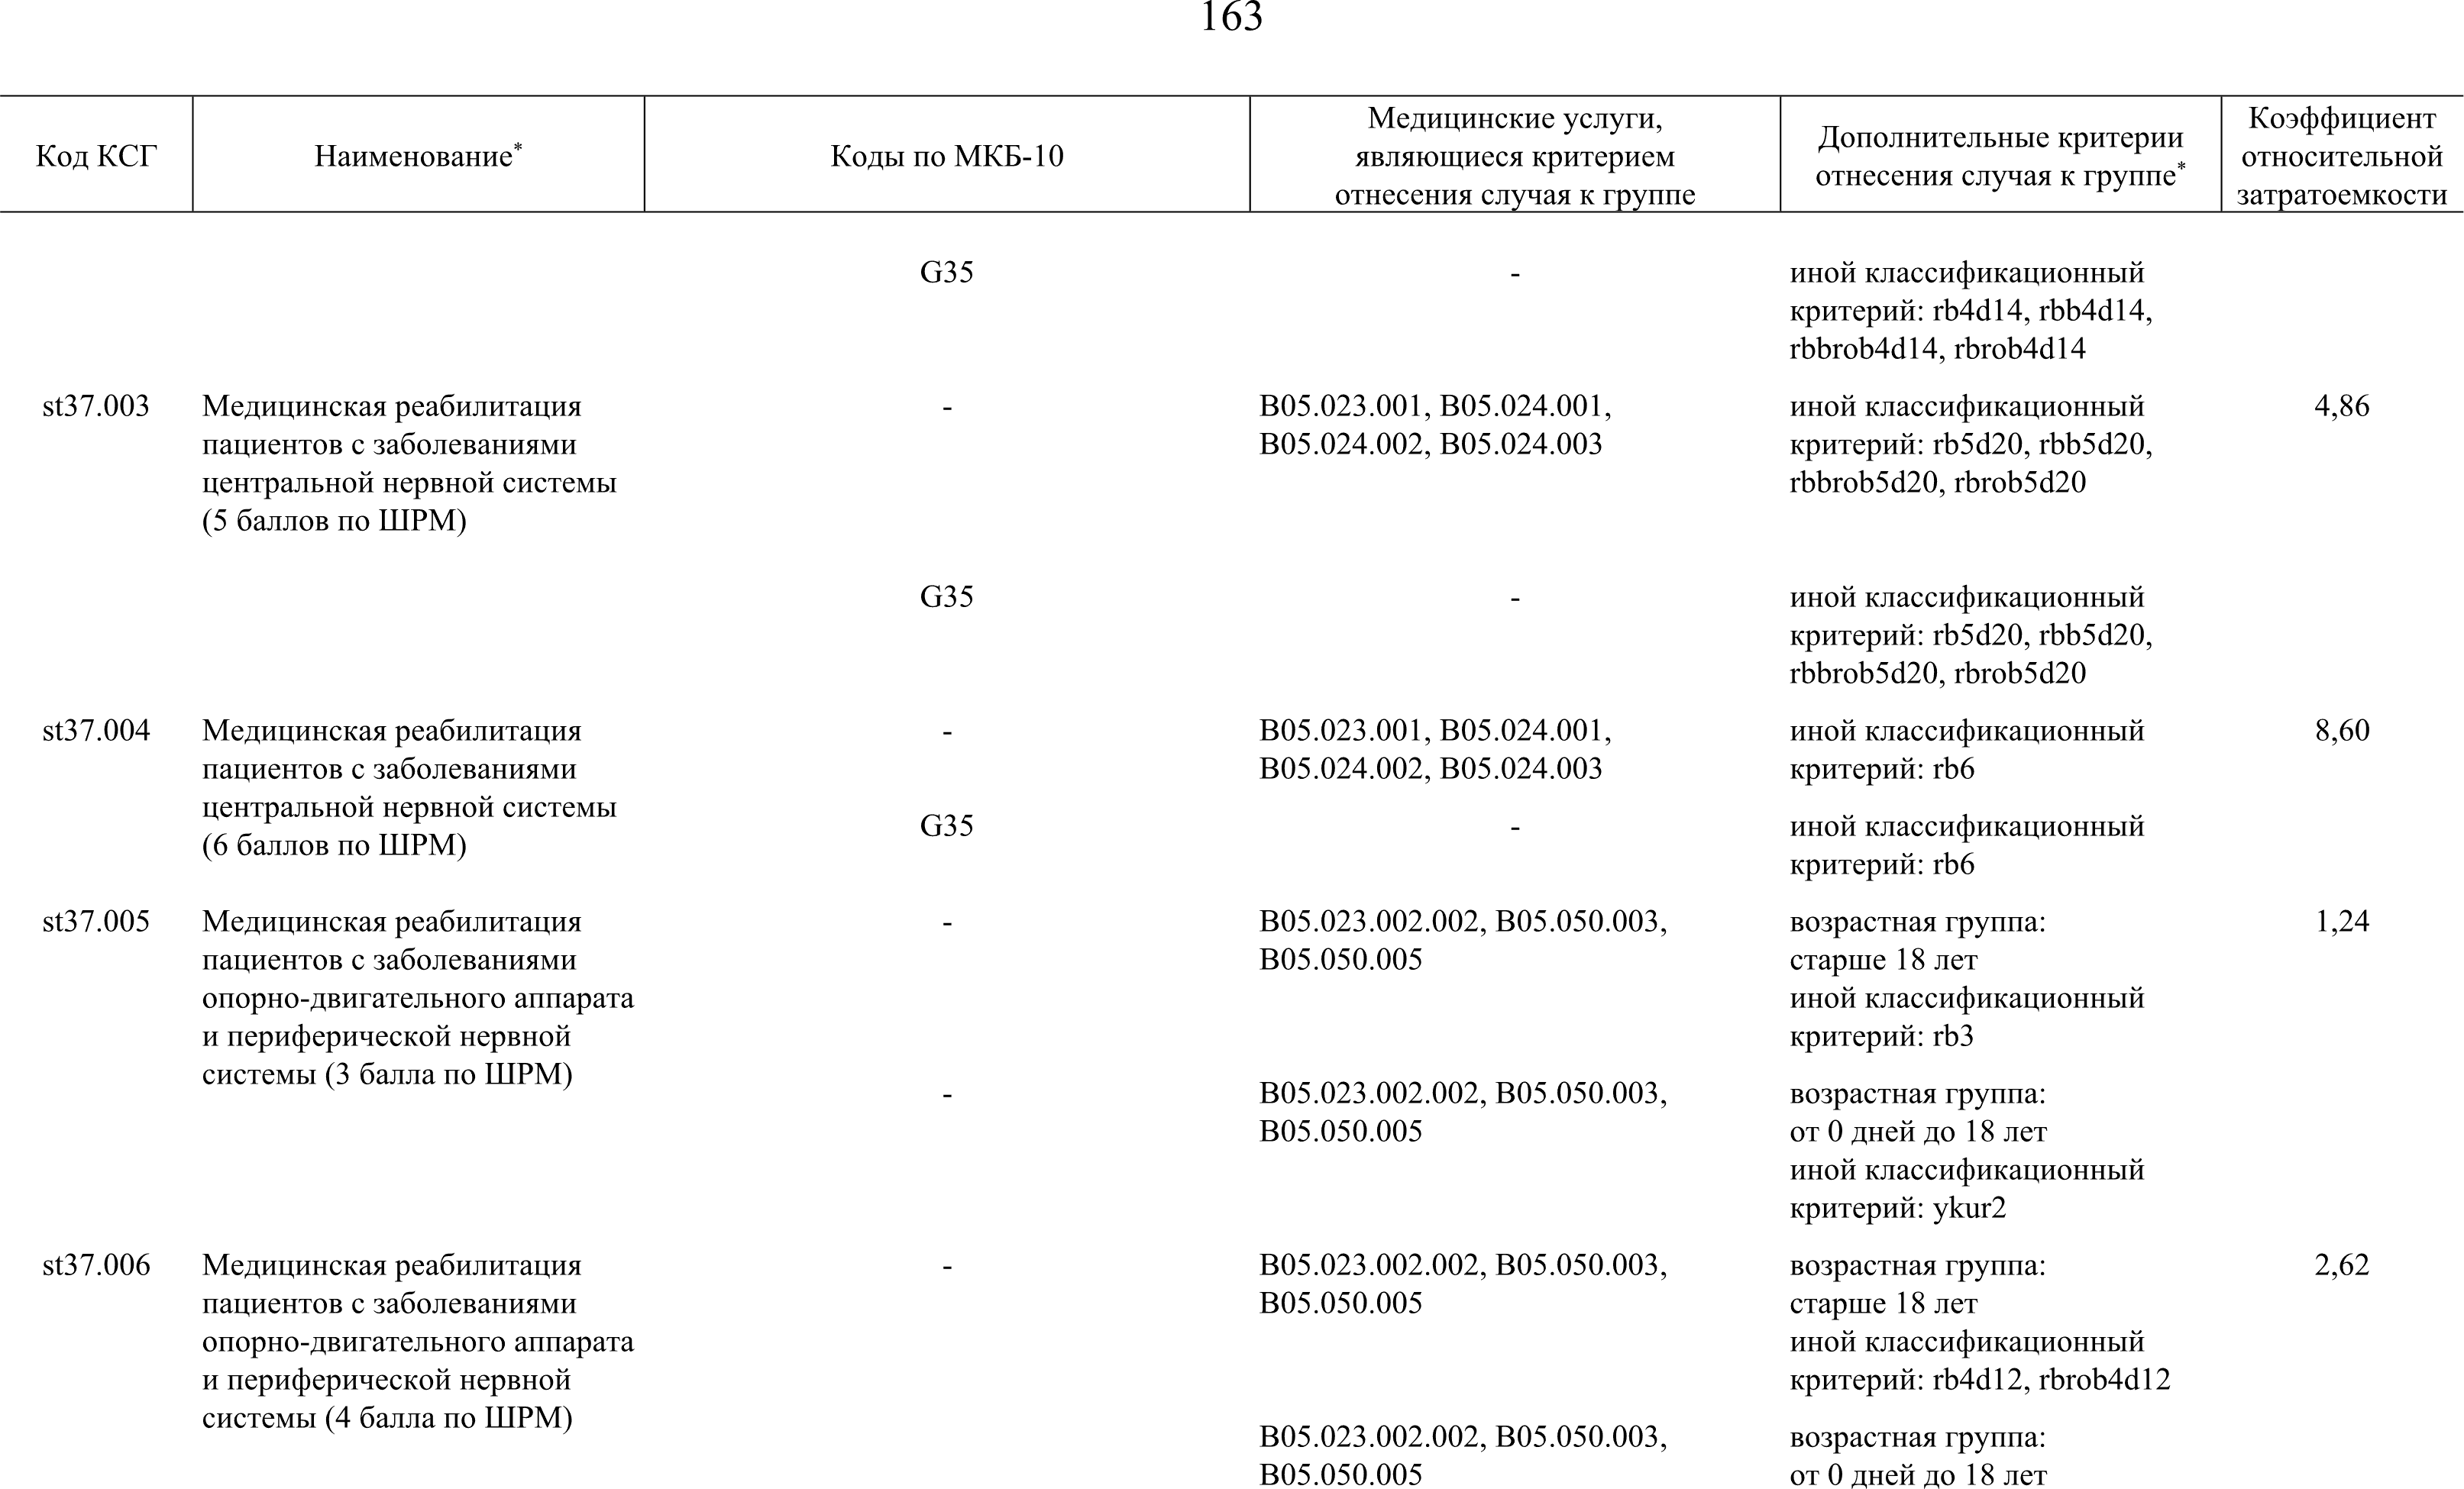 163
Код КСГ
Наименование*
Коды по МКБ-10
Медицинские услуги,
являющиеся критерием
отнесения случая к группе
Дополнительные критерии
отнесения случая к группе*
Коэффициент
относительной
затратоемкости
G35
-
иной классификационный
критерий: rb4d14, rbb4d14,
rbbrob4d14, rbrob4d14
st37.003
Медицинская реабилитация
пациентов с заболеваниями
центральной нервной системы
(5 баллов по ШРМ)
-
B05.023.001, B05.024.001,
B05.024.002, B05.024.003
иной классификационный
критерий: rb5d20, rbb5d20,
rbbrob5d20, rbrob5d20
4,86
G35
-
иной классификационный
критерий: rb5d20, rbb5d20,
rbbrob5d20, rbrob5d20
st37.004
Медицинская реабилитация
пациентов с заболеваниями
центральной нервной системы
(6 баллов по ШРМ)
-
B05.023.001, B05.024.001,
B05.024.002, B05.024.003
иной классификационный
критерий: rb6
8,60
G35
-
иной классификационный
критерий: rb6
st37.005
Медицинская реабилитация
пациентов с заболеваниями
опорно-двигательного аппарата
и периферической нервной
системы (3 балла по ШРМ)
-
B05.023.002.002, B05.050.003,
B05.050.005
возрастная группа:
старше 18 лет
иной классификационный
критерий: rb3
1,24
-
B05.023.002.002, B05.050.003,
B05.050.005
возрастная группа:
от 0 дней до 18 лет
иной классификационный
критерий: ykur2
st37.006
Медицинская реабилитация
пациентов с заболеваниями
опорно-двигательного аппарата
и периферической нервной
системы (4 балла по ШРМ)
-
B05.023.002.002, B05.050.003,
B05.050.005
возрастная группа:
старше 18 лет
иной классификационный
критерий: rb4d12, rbrob4d12
2,62
B05.023.002.002, B05.050.003,
B05.050.005
возрастная группа:
от 0 дней до 18 лет